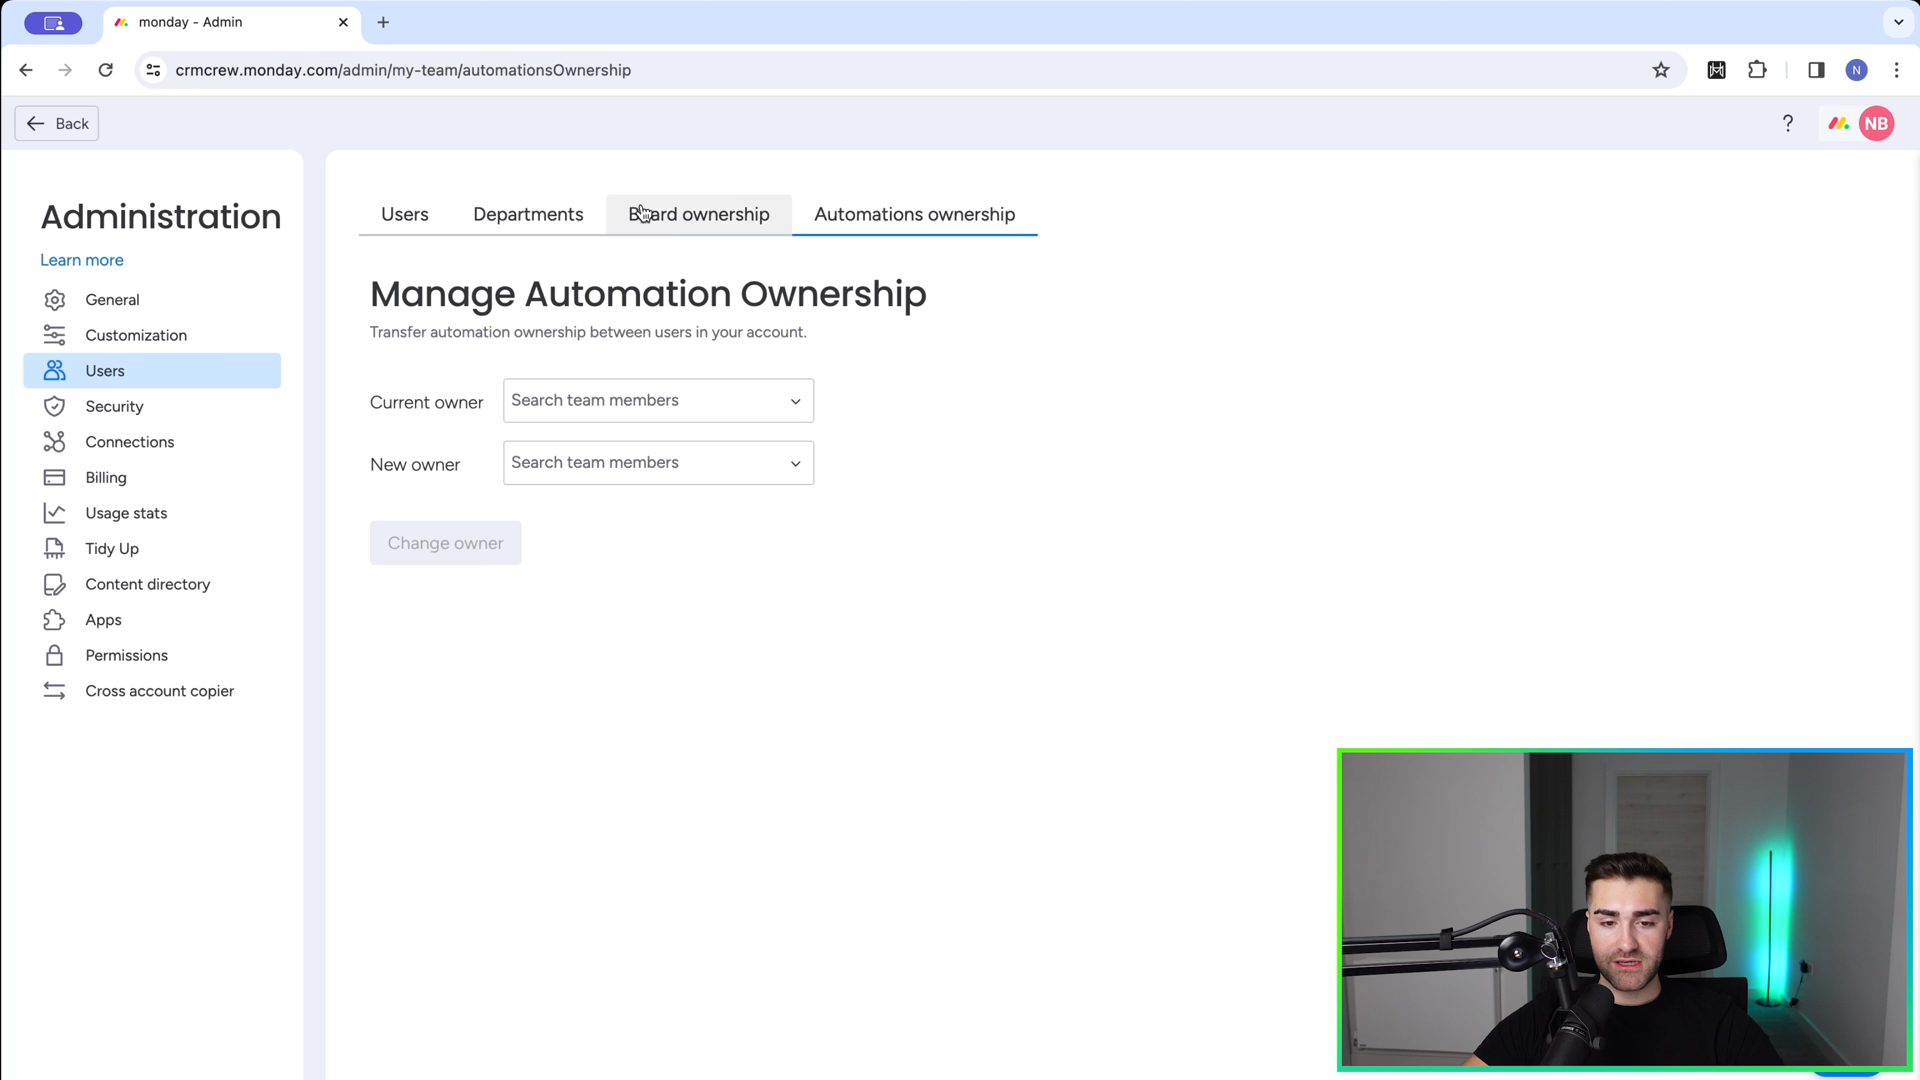 monday - Admin
crmcrew.monday.com/admin/my-team/automationsOwnership
N
Back
?
NB
Administration
Learn more
General
Customization
Users
Security
Connections
Billing
Usage stats
Tidy Up
Content directory
Apps
Permissions
Cross account copier
Users Departments Board ownership Automations ownership
Manage Automation Ownership
Transfer automation ownership between users in your account.
Current owner Search team members
New owner Search team members
Change owner